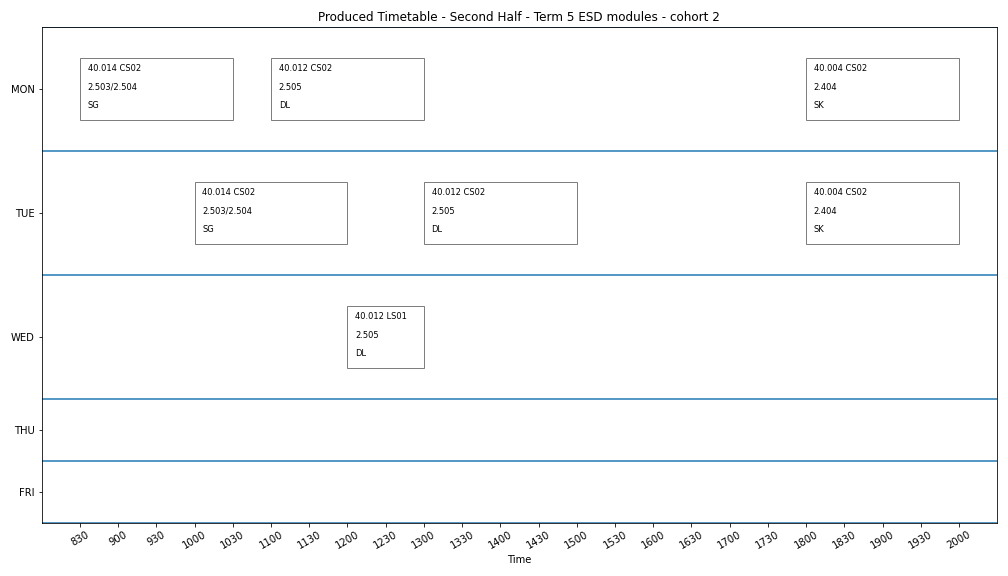 Produced Timetable - Second Half - Term 5 ESD modules - cohort 2
MON
40.014 CS02
2.503/2.504
SG
40.012 CS02
2.505
DL
40.004 CS02
2.404
SK
TUE
40.014 CS02
2.503/2.504
SG
40.012 CS02
2.505
DL
40.004 CS02
2.404
SK
WED
40.012 LS01
2.505
DL
THU
FRI
830 900 930 1000 1030 1100 1130 1200 1230 1300 1330 1400 1430 1500 1600 1630 1700 1730 1800 1830 1900 1930 2000
Time